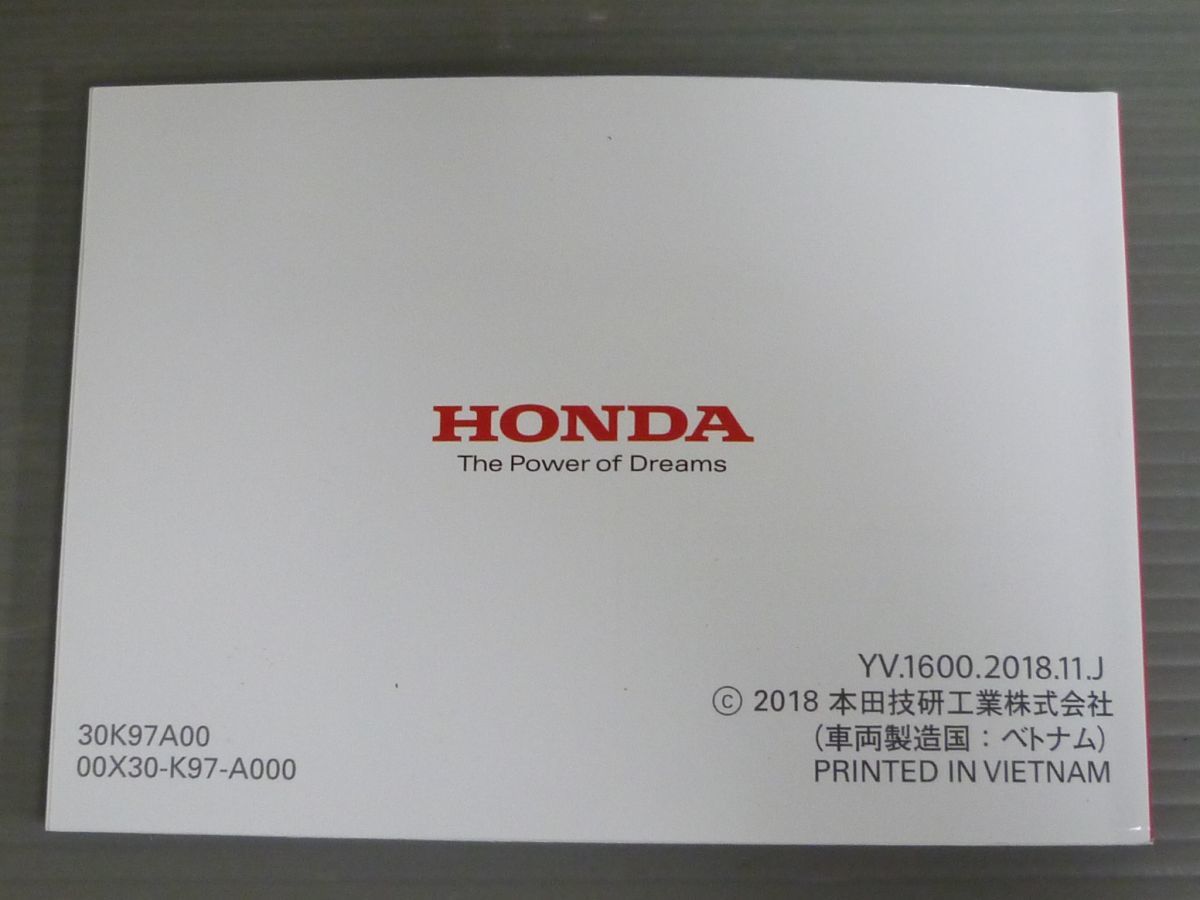 HONDA
The Power of Dreams
30K97A00
00X30-K97-A000
YV.1600.2018.11.J
© 2018 本田技研工業株式会社
(車両製造国：ベトナム)
PRINTED IN VIETNAM